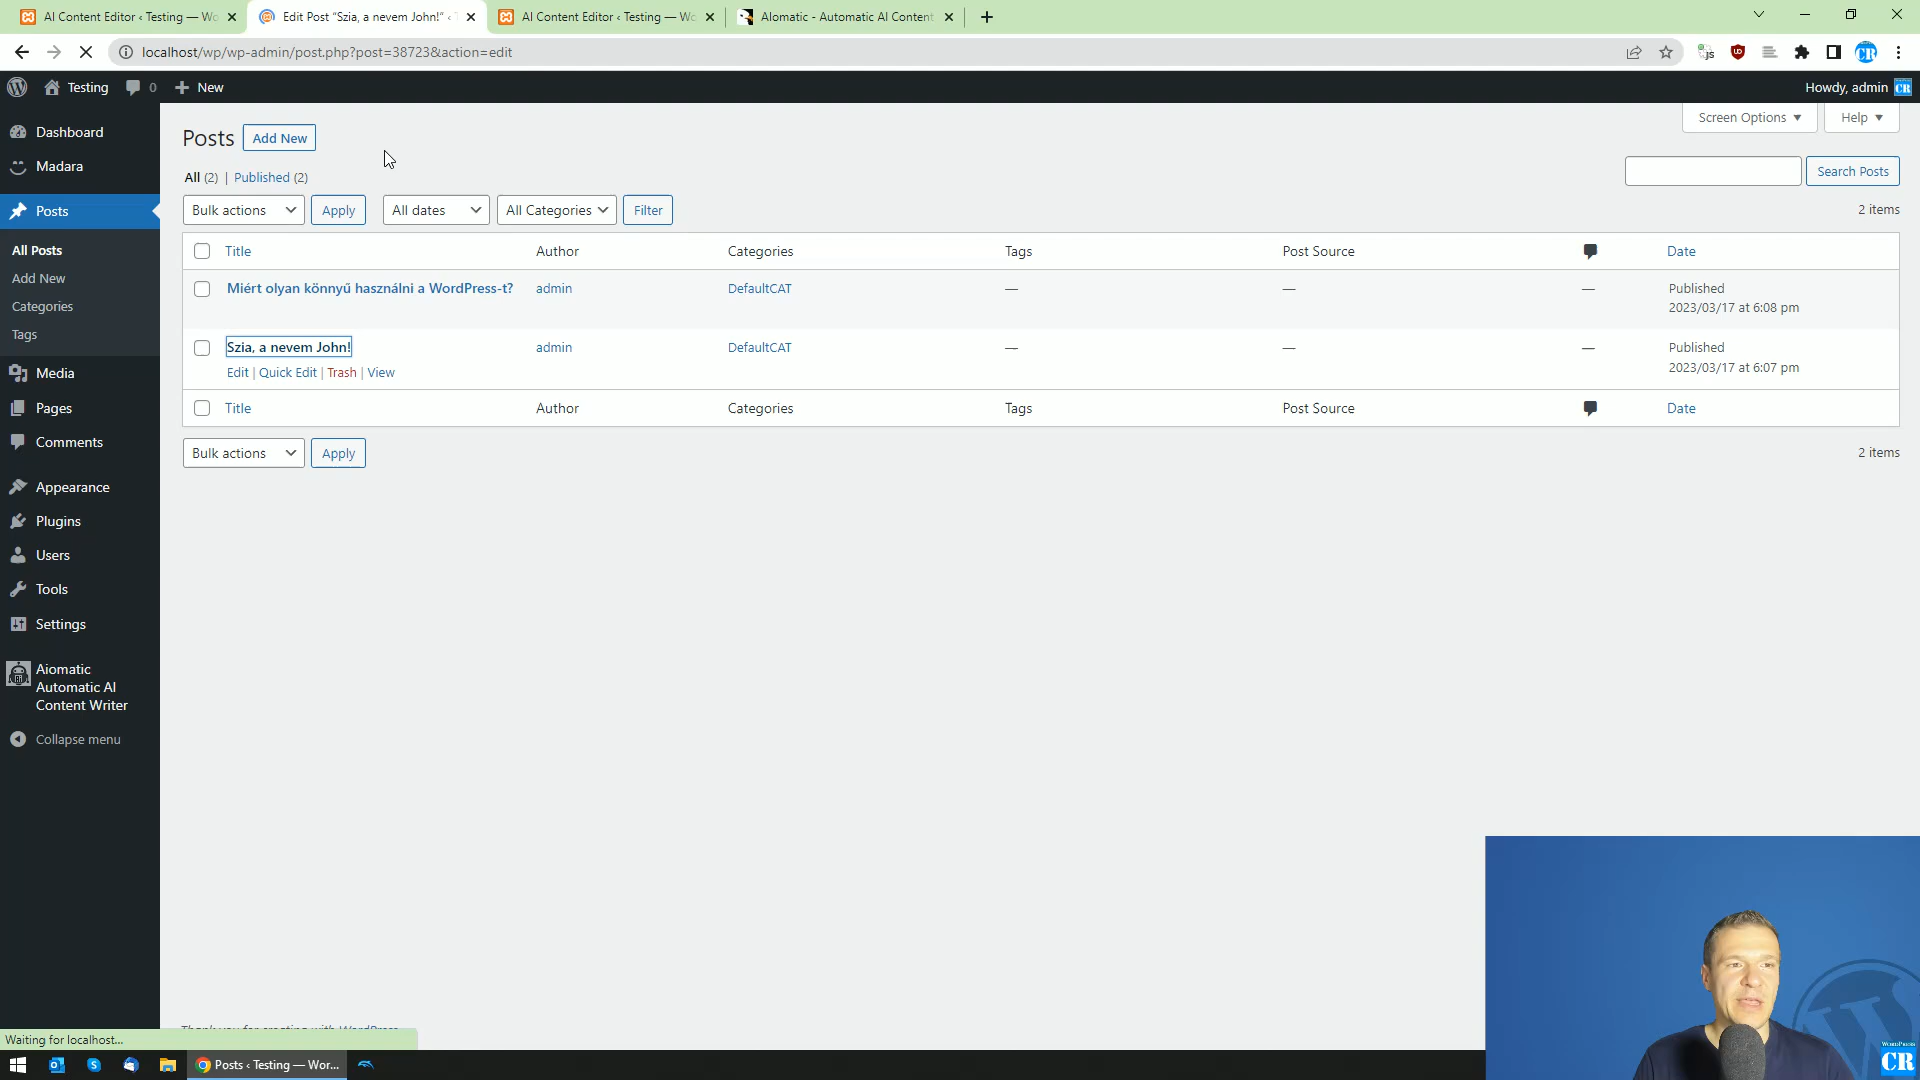 AI Content Editor ‹ Testing — Wo
Edit Post “Szia, a nevem John!” ‹ T
AI Content Editor ‹ Testing — Wo
AIomatic - Automatic AI Content
localhost/wp/wp-admin/post.php?post=38723&action=edit
Testing
0
New
Howdy, admin
Dashboard
Madara
Posts
All Posts
Add New
Categories
Tags
Media
Pages
Comments
Appearance
Plugins
Users
Tools
Settings
Aiomatic
Automatic AI
Content Writer
Collapse menu
Screen Options
Help
Posts Add New
All (2) | Published (2)
Search Posts
Bulk actions Apply All dates All Categories Filter 2 items
Title Author Categories Tags Post Source Date
Miért olyan könnyű használni a WordPress-t? admin DefaultCAT — — — Published
2023/03/17 at 6:08 pm
Szia, a nevem John! admin DefaultCAT — — — Published
Edit | Quick Edit | Trash | View 2023/03/17 at 6:07 pm
Title Author Categories Tags Post Source Date
Bulk actions Apply 2 items
Thank you for creating with WordPress.
Waiting for localhost...
Posts ‹ Testing — Wor...
WORDPRESS
CR